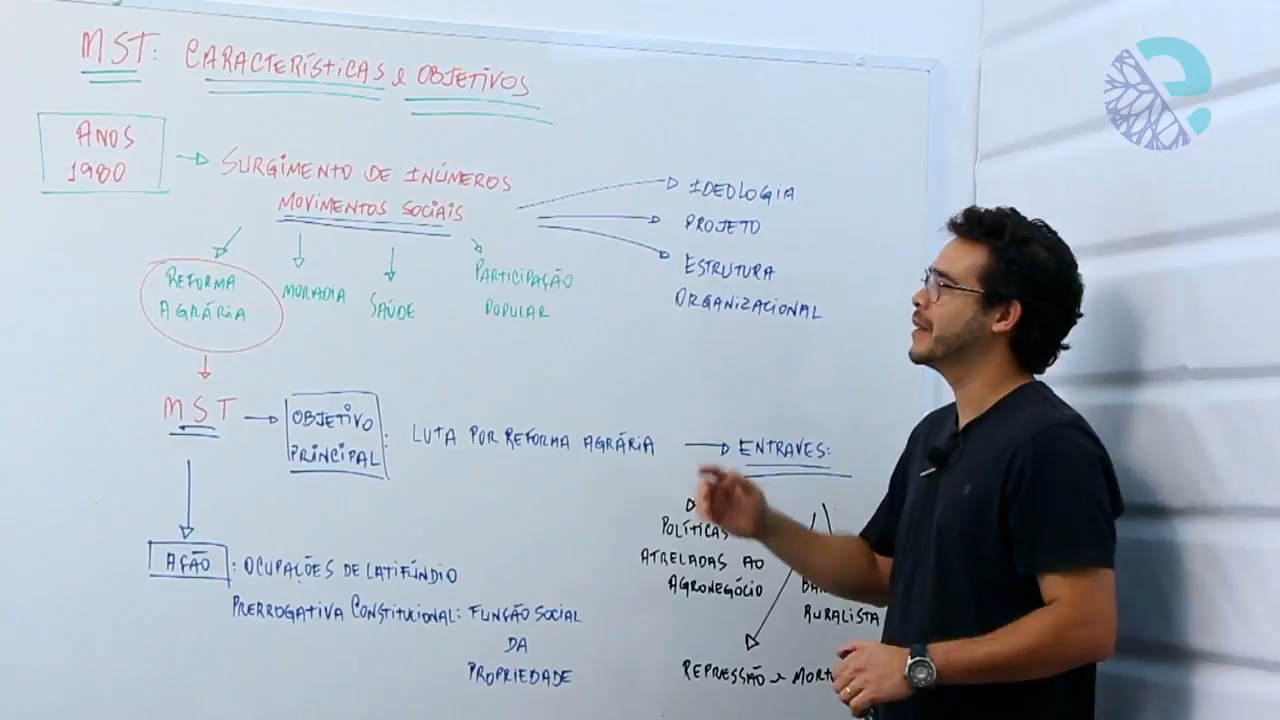 MST: CARACTERÍSTICAS e OBJETIVOS
ANOS
1980
SURGIMENTO DE INÚMEROS
MOVIMENTOS SOCIAIS
IDEOLOGIA
PROJETO
ESTRUTURA
ORGANIZACIONAL
REFORMA
AGRÁRIA
MORADIA
SAÚDE
PARTICIPAÇÃO
POPULAR
MST
OBJETIVO
PRINCIPAL
: LUTA POR REFORMA AGRÁRIA
ENTRAVES:
POLÍTICAS
ATRELADAS AO
AGRONEGÓCIO
RURALISTA
REPRESSÃO e
AÇÃO : OCUPAÇÕES DE LATIFÚNDIO
PRERROGATIVA CONSTITUCIONAL: FUNÇÃO SOCIAL
DA
PROPRIEDADE